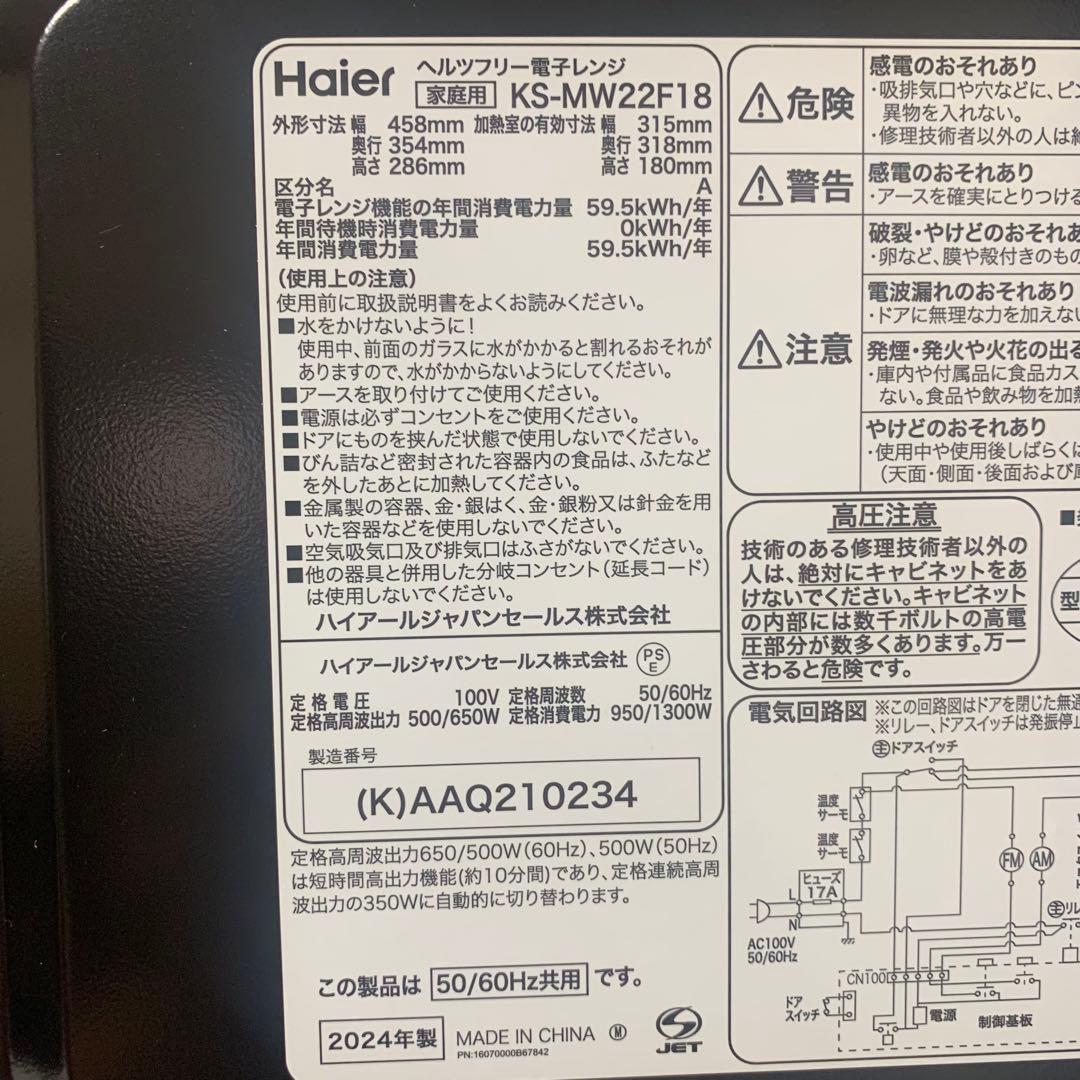 Haier
ヘルツフリー電子レンジ
家庭用 KS-MW22F18
外形寸法 幅 458mm 加熱室の有効寸法 幅 315mm
奥行 354mm 奥行 318mm
高さ 286mm 高さ 180mm
区分名 A
電子レンジ機能の年間消費電力量 59.5kWh/年
年間待機時消費電力量 0kWh/年
年間消費電力量 59.5kWh/年
(使用上の注意)
使用前に取扱説明書をよくお読みください。
■水をかけないように!
使用中、前面のガラスに水がかかると割れるおそれが
ありますので、水がかからないようにしてください。
■アースを取り付けてご使用ください。
■電源は必ずコンセントをご使用ください。
■ドアにものを挟んだ状態で使用しないでください。
■びん詰など密封された容器内の食品は、ふたなど
を外したあとに加熱してください。
■金属製の容器、金・銀はく、金・銀粉又は針金を用
いた容器などを使用しないでください。
■空気吸気口及び排気口はふさがないでください。
■他の器具と併用した分岐コンセント(延長コード)
は使用しないでください。
ハイアールジャパンセールス株式会社
ハイアールジャパンセールス株式会社 PSE
定格電圧 100V 定格周波数 50/60Hz
定格高周波出力 500/650W 定格消費電力 950/1300W
製造番号
(K)AAQ210234
定格高周波出力650/500W(60Hz)、500W(50Hz)
は短時間高出力機能(約10分間)であり、定格連続高周
波出力の350Wに自動的に切り替わります。
この製品は 50/60Hz共用 です。
2024年製 MADE IN CHINA Ⓜ
PN:16070000B67842
JET
⚠危険
感電のおそれあり
・吸排気口や穴などに、ピン
異物を入れない。
・修理技術者以外の人は
⚠警告
感電のおそれあり
・アースを確実にとりつける
⚠注意
破裂・やけどのおそれあ
・卵など、膜や殻付きのもの
電波漏れのおそれあり
・ドアに無理な力を加えない
発煙・発火や火花の出る
・庫内や付属品に食品カス
ない。食品や飲み物を加熱
やけどのおそれあり
・使用中や使用後しばらくは
(天面・側面・後面および
高圧注意
技術のある修理技術者以外の
人は、絶対にキャビネットをあ
けないでください。キャビネット
の内部には数千ボルトの高電
圧部分が数多くあります。万一
さわると危険です。
型
電気回路図 ※この回路図はドアを閉じた無通
※リレー、ドアスイッチは発振停止
主ドアスイッチ
温度
サーモ
温度
サーモ
FM AM
ヒューズ
17A
L
N
主リレ
AC100V
50/60Hz
CN100
ドア
スイッチ
電源
制御基板